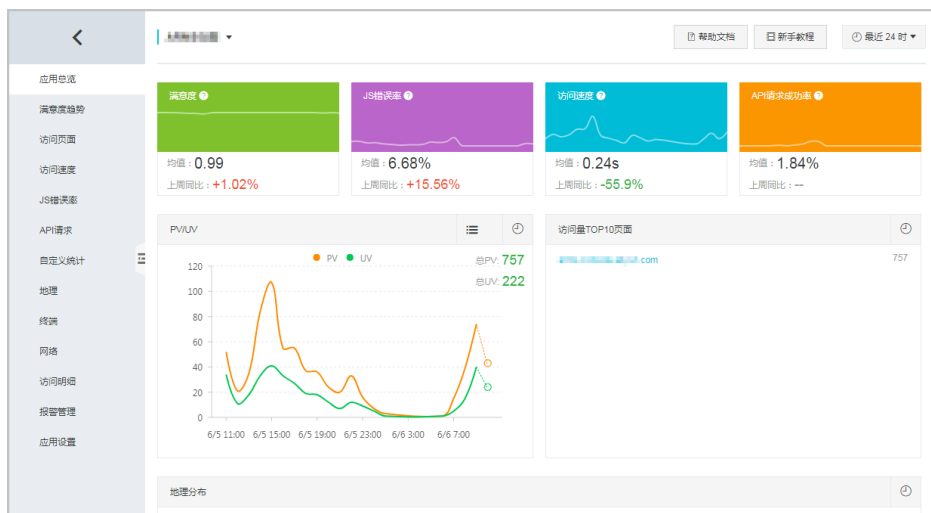 帮助文档
新手教程
最近 24 时
应用总览
满意度趋势
访问页面
访问速度
JS错误率
API请求
自定义统计
地理
终端
网络
访问明细
报警管理
应用设置
满意度
均值：0.99
上周同比：+1.02%
JS错误率
均值：6.68%
上周同比：+15.56%
访问速度
均值：0.24s
上周同比：-55.9%
API请求成功率
均值：1.84%
上周同比：--
PV/UV
PV UV
总PV: 757
总UV: 222
120
100
80
60
40
20
0
6/5 11:00 6/5 15:00 6/5 19:00 6/5 23:00 6/6 3:00 6/6 7:00
访问量TOP10页面
.com 757
地理分布